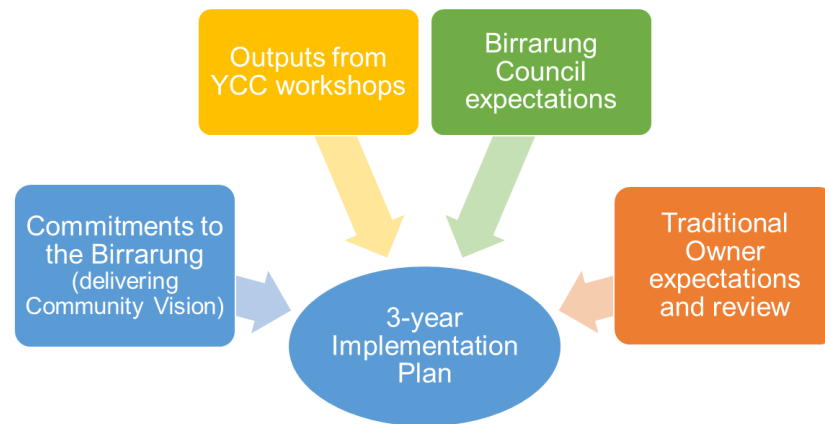 Outputs from
YCC workshops
Birrarung
Council
expectations
Commitments to
the Birrarung
(delivering
Community Vision)
Traditional
Owner
expectations
and review
3-year
Implementation
Plan